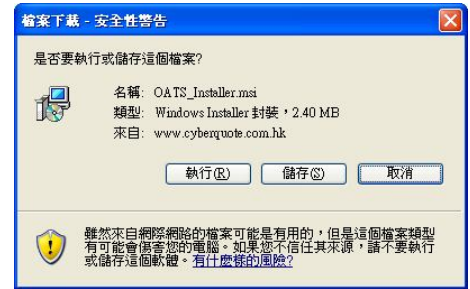 檔案下載 - 安全性警告
是否要執行或儲存這個檔案?
名稱: OATS_Installer.msi
類型: Windows Installer 封裝，2.40 MB
來自: www.cyberquote.com.hk
執行(R) 儲存(S) 取消
雖然來自網際網路的檔案可能是有用的，但是這個檔案類型
有可能會傷害您的電腦。如果您不信任其來源，請不要執行
或儲存這個軟體。有什麼樣的風險?